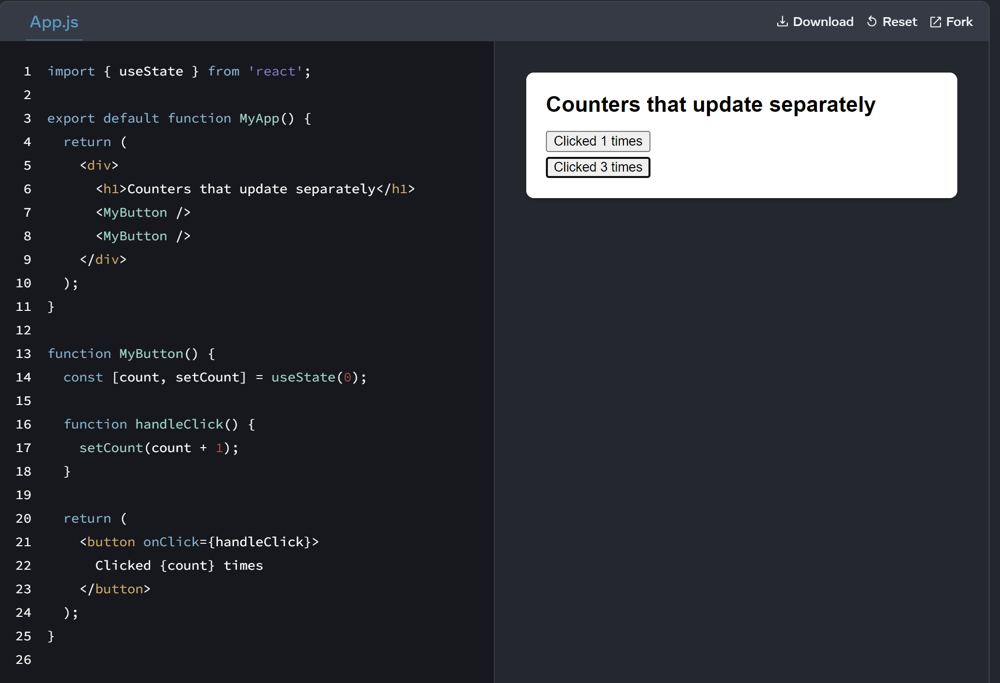 App.js
Download Reset Fork
1 import { useState } from 'react';
2
3 export default function MyApp() {
4   return (
5     <div>
6       <h1>Counters that update separately</h1>
7       <MyButton />
8       <MyButton />
9     </div>
10   );
11 }
12
13 function MyButton() {
14   const [count, setCount] = useState(0);
15
16   function handleClick() {
17     setCount(count + 1);
18   }
19
20   return (
21     <button onClick={handleClick}>
22       Clicked {count} times
23     </button>
24   );
25 }
26
Counters that update separately
Clicked 1 times
Clicked 3 times